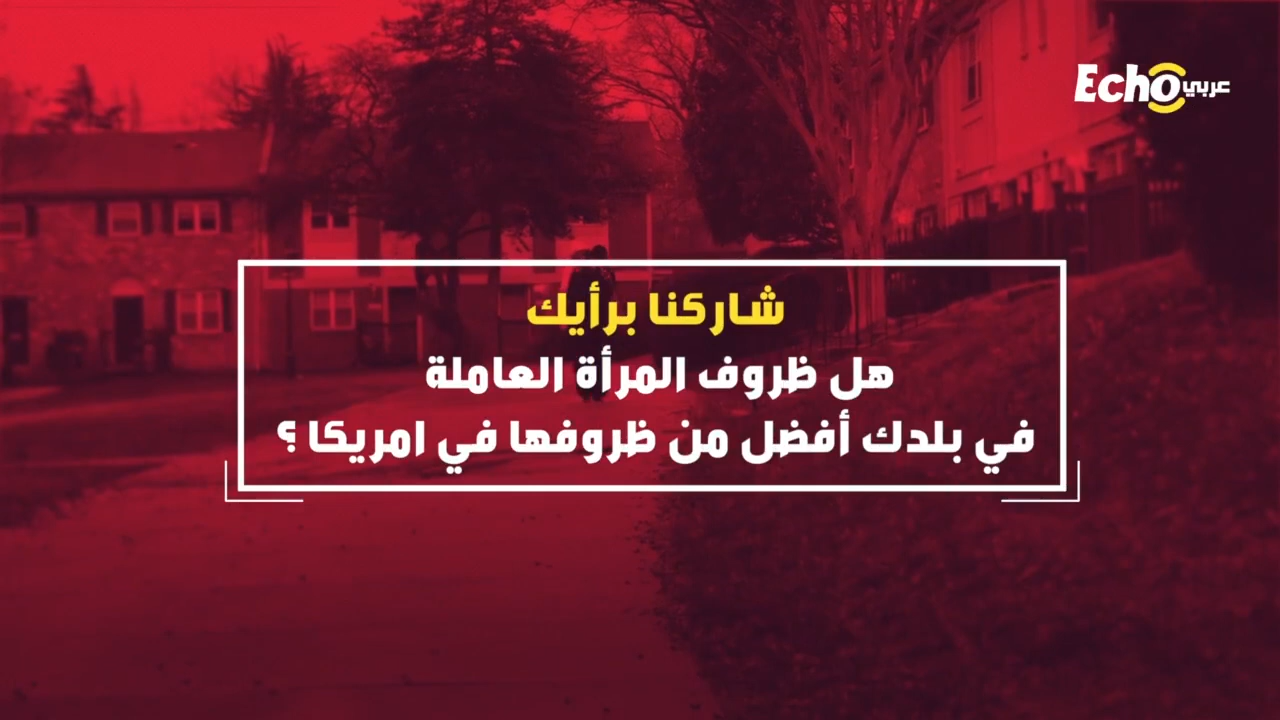 Echo عربي
شاركنا برأيك
هل ظروف المرأة العاملة
في بلدك أفضل من ظروفها في امريكا ؟